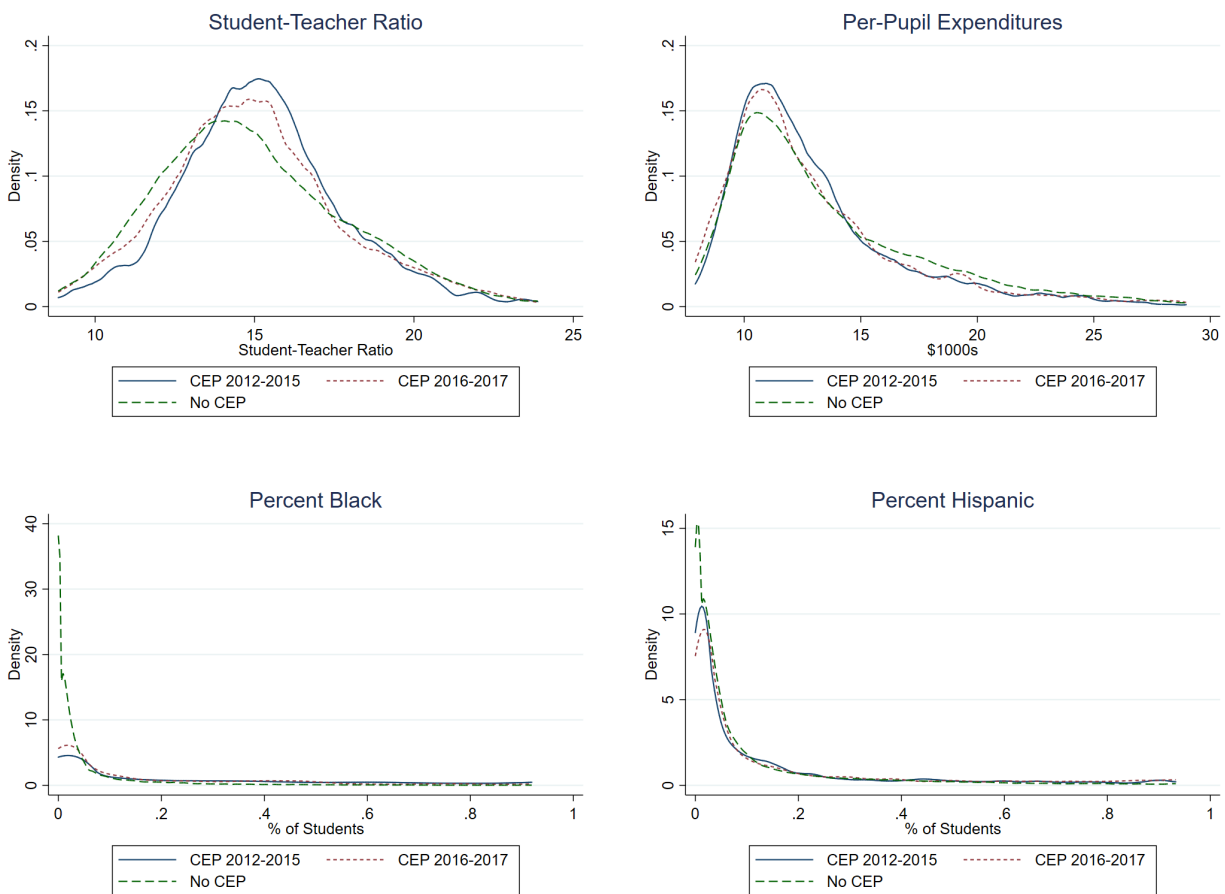 Student-Teacher Ratio
.2
.15
.1
.05
0
Density
10 15 20 25
Student-Teacher Ratio
CEP 2012-2015 CEP 2016-2017
No CEP
Per-Pupil Expenditures
.2
.15
.1
.05
0
Density
10 15 20 25 30
$1000s
CEP 2012-2015 CEP 2016-2017
No CEP
Percent Black
40
30
20
10
0
Density
0 .2 .4 .6 .8 1
% of Students
CEP 2012-2015 CEP 2016-2017
No CEP
Percent Hispanic
15
10
5
0
Density
0 .2 .4 .6 .8 1
% of Students
CEP 2012-2015 CEP 2016-2017
No CEP